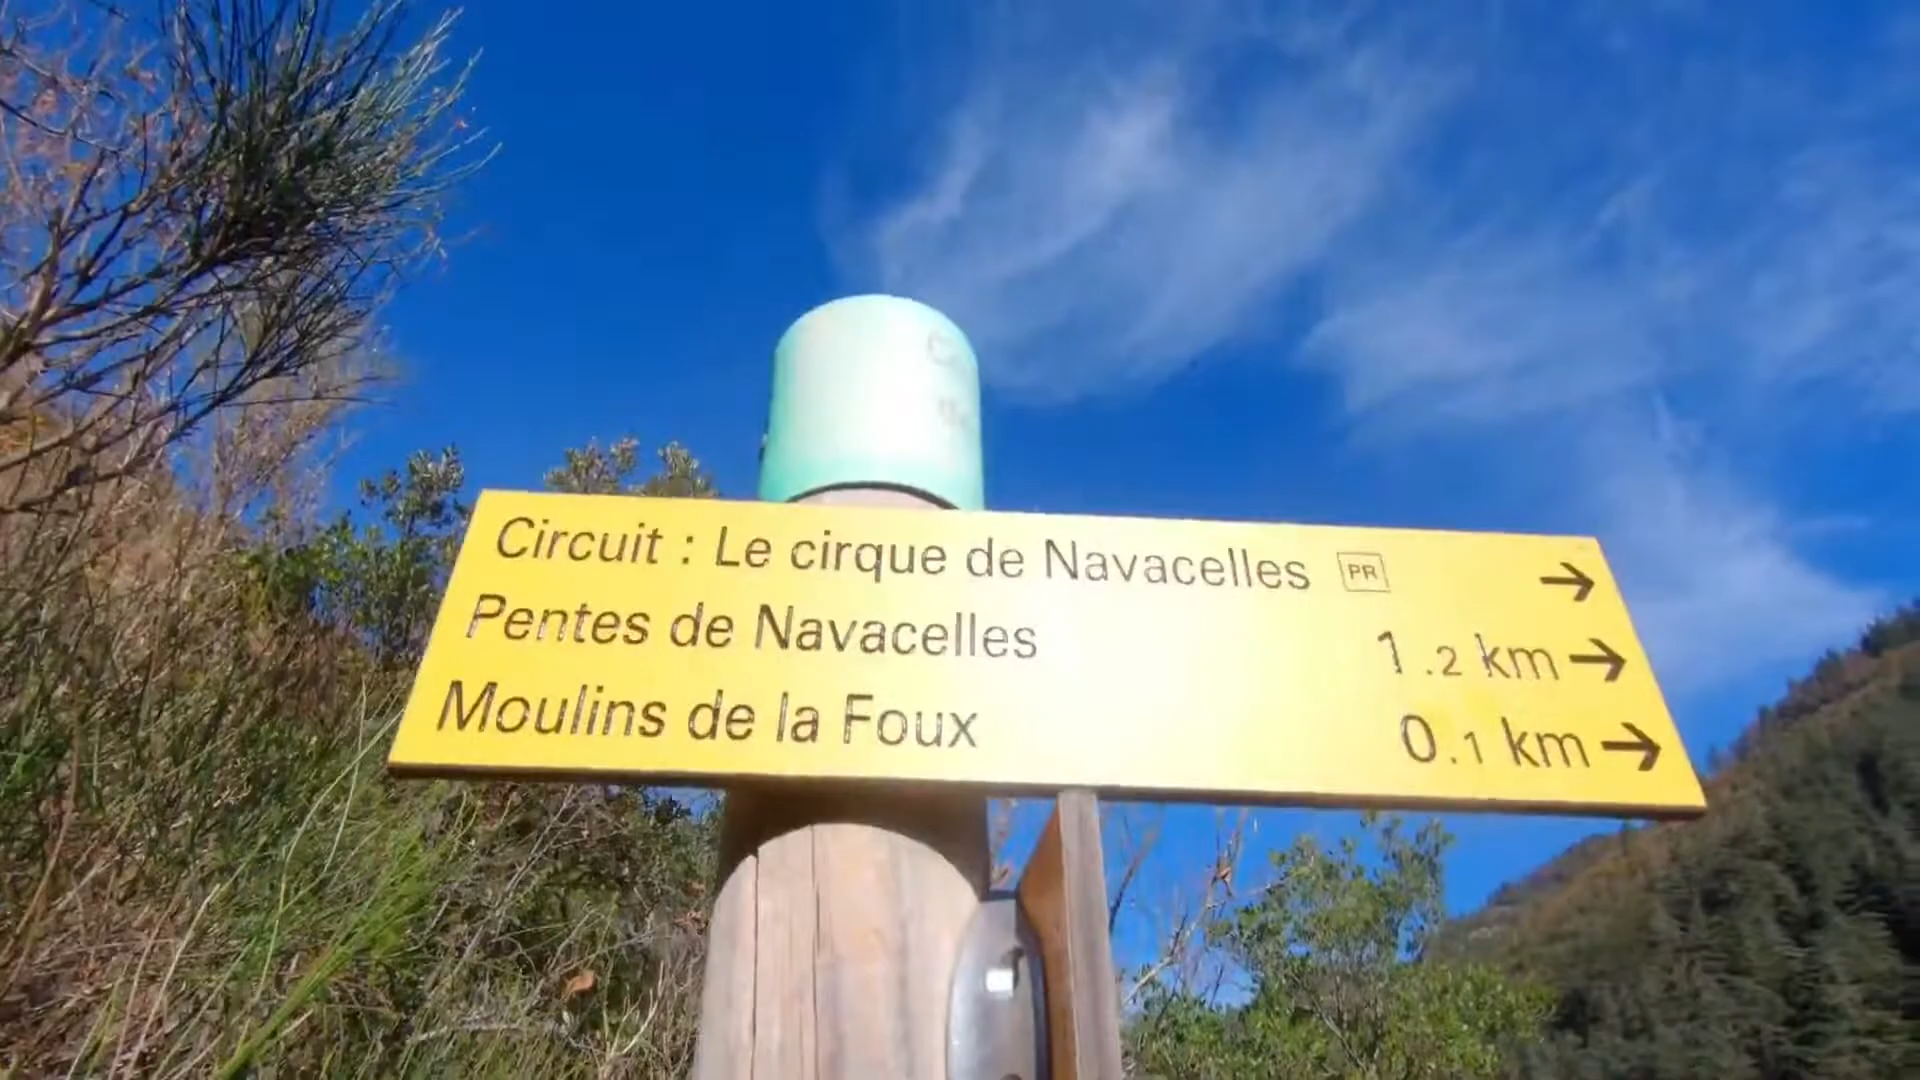 Circuit : Le cirque de Navacelles PR →
Pentes de Navacelles 1.2 km →
Moulins de la Foux 0.1 km →